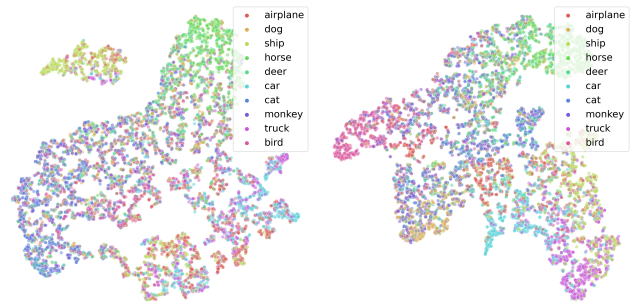 airplane
dog
ship
horse
deer
car
cat
monkey
truck
bird
airplane
dog
ship
horse
deer
car
cat
monkey
truck
bird